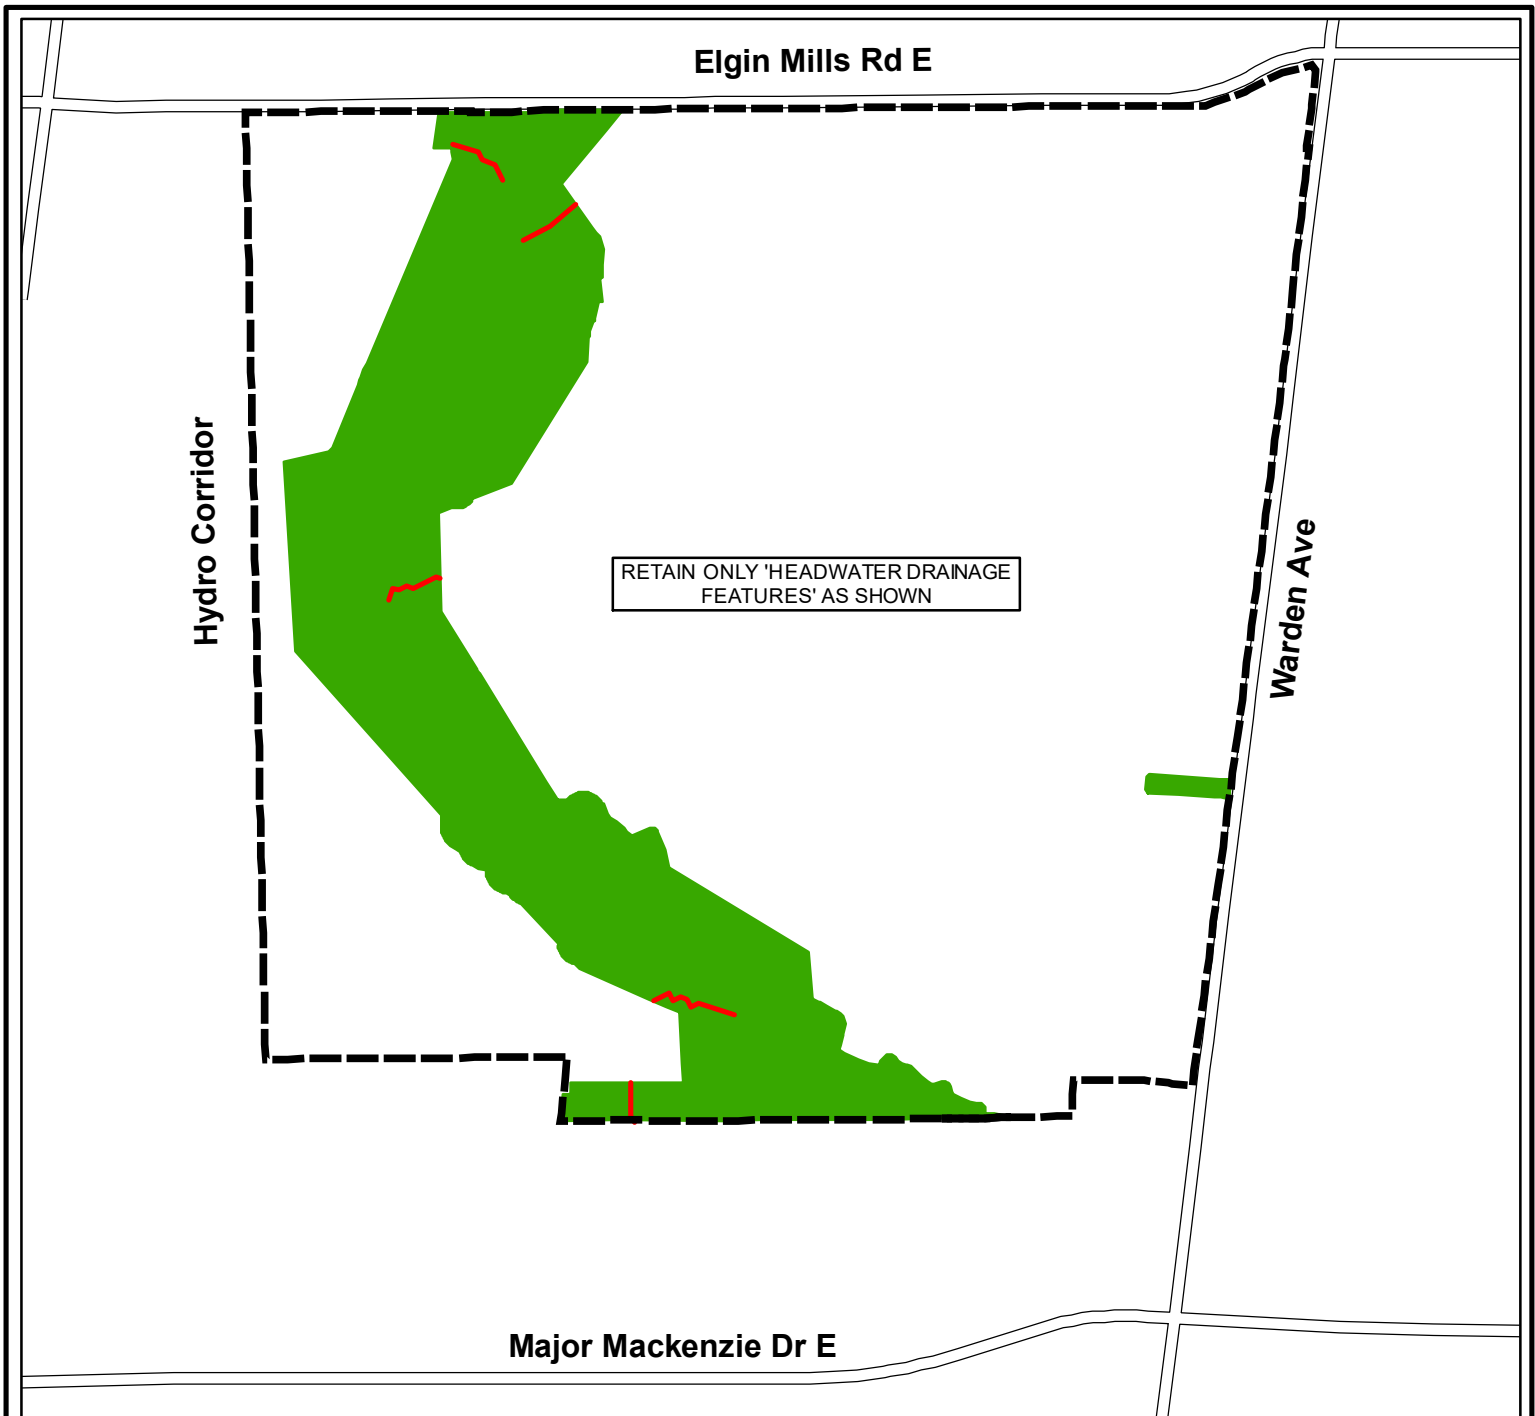 Elgin Mills Rd E
Hydro Corridor
RETAIN ONLY 'HEADWATER DRAINAGE
FEATURES' AS SHOWN
Warden Ave
Major Mackenzie Dr E